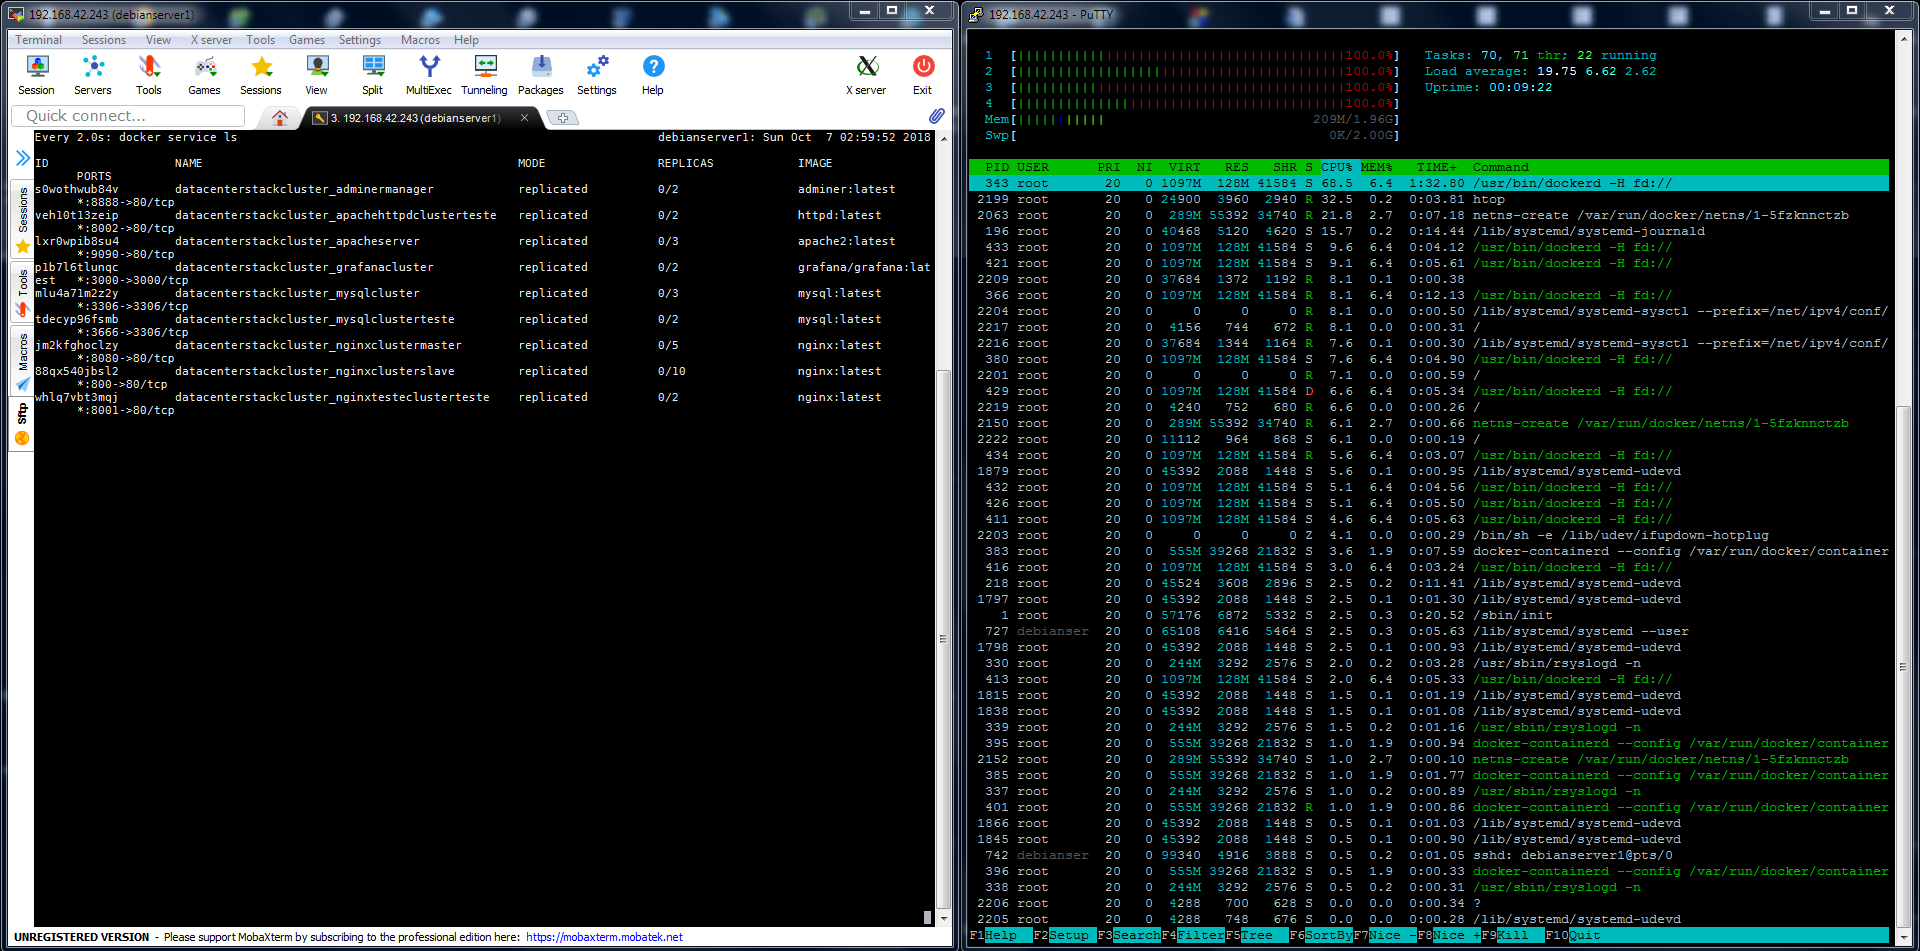 192.168.42.243 (debianserver1)
Terminal Sessions View X server Tools Games Settings Macros Help
Session Servers Tools Games Sessions View Split MultiExec Tunneling Packages Settings Help X server Exit
Quick connect...
3. 192.168.42.243 (debianserver1)
Sessions
Tools
Macros
Sftp
Every 2.0s: docker service ls debianserver1: Sun Oct 7 02:59:52 2018
ID NAME MODE REPLICAS IMAGE
PORTS
s0wothwub84v datacenterstackcluster_adminermanager replicated 0/2 adminer:latest
*:8888->80/tcp
veh10t13zeip datacenterstackcluster_apachehttpdclusterteste replicated 0/2 httpd:latest
*:8002->80/tcp
lxr0wpib8su4 datacenterstackcluster_apacheserver replicated 0/3 apache2:latest
*:9090->80/tcp
p1b7l6tlunqc datacenterstackcluster_grafanacluster replicated 0/2 grafana/grafana:lat
est *:3000->3000/tcp
mlu4a71m2z2y datacenterstackcluster_mysqlcluster replicated 0/3 mysql:latest
*:3306->3306/tcp
tdecyp96fsmb datacenterstackcluster_mysqlclusterteste replicated 0/2 mysql:latest
*:3666->3306/tcp
jm2kfghoclzy datacenterstackcluster_nginxclustermaster replicated 0/5 nginx:latest
*:8080->80/tcp
88qx540jbsl2 datacenterstackcluster_nginxclusterslave replicated 0/10 nginx:latest
*:800->80/tcp
whlq7vbt3mqj datacenterstackcluster_nginxtesteclusterteste replicated 0/2 nginx:latest
*:8001->80/tcp
UNREGISTERED VERSION - Please support MobaXterm by subscribing to the professional edition here: https://mobaxterm.mobatek.net
192.168.42.243 - PuTTY
1 [100.0%] Tasks: 70, 71 thr; 22 running
2 [100.0%] Load average: 19.75 6.62 2.62
3 [100.0%] Uptime: 00:09:22
4 [100.0%]
Mem[209M/1.96G]
Swp[0K/2.00G]
PID USER PRI NI VIRT RES SHR S CPU% MEM% TIME+ Command
343 root 20 0 1097M 128M 41584 S 68.5 6.4 1:32.80 /usr/bin/dockerd -H fd://
2199 root 20 0 24900 3960 2940 R 32.5 0.2 0:03.81 htop
2063 root 20 0 289M 55392 34740 R 21.8 2.7 0:07.18 netns-create /var/run/docker/netns/1-5fzknnctzb
196 root 20 0 40468 5120 4620 S 15.7 0.2 0:14.44 /lib/systemd/systemd-journald
433 root 20 0 1097M 128M 41584 S 9.6 6.4 0:04.12 /usr/bin/dockerd -H fd://
421 root 20 0 1097M 128M 41584 S 9.1 6.4 0:05.61 /usr/bin/dockerd -H fd://
2209 root 20 0 37684 1372 1192 R 8.1 0.1 0:00.38
366 root 20 0 1097M 128M 41584 R 8.1 6.4 0:12.13 /usr/bin/dockerd -H fd://
2204 root 20 0 0 0 0 R 8.1 0.0 0:00.50 /lib/systemd/systemd-sysctl --prefix=/net/ipv4/conf/
2217 root 20 0 4156 744 672 R 8.1 0.0 0:00.31 /
2216 root 20 0 37684 1344 1164 R 7.6 0.1 0:00.30 /lib/systemd/systemd-sysctl --prefix=/net/ipv4/conf/
380 root 20 0 1097M 128M 41584 S 7.6 6.4 0:04.90 /usr/bin/dockerd -H fd://
2201 root 20 0 0 0 0 R 7.1 0.0 0:00.59 /
429 root 20 0 1097M 128M 41584 D 6.6 6.4 0:05.34 /usr/bin/dockerd -H fd://
2219 root 20 0 4240 752 680 R 6.6 0.0 0:00.26 /
2150 root 20 0 289M 55392 34740 R 6.1 2.7 0:00.66 netns-create /var/run/docker/netns/1-5fzknnctzb
2222 root 20 0 11112 964 868 S 6.1 0.0 0:00.19 /
434 root 20 0 1097M 128M 41584 R 5.6 6.4 0:03.07 /usr/bin/dockerd -H fd://
1879 root 20 0 45392 2088 1448 S 5.6 0.1 0:00.95 /lib/systemd/systemd-udevd
432 root 20 0 1097M 128M 41584 S 5.1 6.4 0:04.56 /usr/bin/dockerd -H fd://
426 root 20 0 1097M 128M 41584 S 5.1 6.4 0:05.50 /usr/bin/dockerd -H fd://
411 root 20 0 1097M 128M 41584 S 4.6 6.4 0:05.63 /usr/bin/dockerd -H fd://
2203 root 20 0 0 0 0 Z 4.1 0.0 0:00.29 /bin/sh -e /lib/udev/ifupdown-hotplug
383 root 20 0 555M 39268 21832 S 3.6 1.9 0:07.59 docker-containerd --config /var/run/docker/container
416 root 20 0 1097M 128M 41584 S 3.0 6.4 0:03.24 /usr/bin/dockerd -H fd://
218 root 20 0 45524 3608 2896 S 2.5 0.2 0:11.41 /lib/systemd/systemd-udevd
1797 root 20 0 45392 2088 1448 S 2.5 0.1 0:01.30 /lib/systemd/systemd-udevd
1 root 20 0 57176 6872 5332 S 2.5 0.3 0:20.52 /sbin/init
727 debianser 20 0 65108 6416 5464 S 2.5 0.3 0:05.63 /lib/systemd/systemd --user
1798 root 20 0 45392 2088 1448 S 2.5 0.1 0:00.93 /lib/systemd/systemd-udevd
330 root 20 0 244M 3292 2576 S 2.0 0.2 0:03.28 /usr/sbin/rsyslogd -n
413 root 20 0 1097M 128M 41584 S 2.0 6.4 0:05.33 /usr/bin/dockerd -H fd://
1815 root 20 0 45392 2088 1448 S 1.5 0.1 0:01.19 /lib/systemd/systemd-udevd
1838 root 20 0 45392 2088 1448 S 1.5 0.1 0:01.08 /lib/systemd/systemd-udevd
339 root 20 0 244M 3292 2576 S 1.5 0.2 0:01.16 /usr/sbin/rsyslogd -n
395 root 20 0 555M 39268 21832 S 1.0 1.9 0:00.94 docker-containerd --config /var/run/docker/container
2152 root 20 0 289M 55392 34740 S 1.0 2.7 0:00.10 netns-create /var/run/docker/netns/1-5fzknnctzb
385 root 20 0 555M 39268 21832 S 1.0 1.9 0:01.77 docker-containerd --config /var/run/docker/container
337 root 20 0 244M 3292 2576 S 1.0 0.2 0:00.89 /usr/sbin/rsyslogd -n
401 root 20 0 555M 39268 21832 R 1.0 1.9 0:00.86 docker-containerd --config /var/run/docker/container
1866 root 20 0 45392 2088 1448 S 0.5 0.1 0:01.03 /lib/systemd/systemd-udevd
1845 root 20 0 45392 2088 1448 S 0.5 0.1 0:00.90 /lib/systemd/systemd-udevd
742 debianser 20 0 99340 4916 3888 S 0.5 0.2 0:01.05 sshd: debianserver1@pts/0
396 root 20 0 555M 39268 21832 S 0.5 1.9 0:00.33 docker-containerd --config /var/run/docker/container
338 root 20 0 244M 3292 2576 S 0.5 0.2 0:00.31 /usr/sbin/rsyslogd -n
2206 root 20 0 4288 700 628 S 0.0 0.0 0:00.34 ?
2205 root 20 0 4288 748 676 S 0.0 0.0 0:00.28 /lib/systemd/systemd-udevd
F1Help F2Setup F3SearchF4FilterF5Tree F6SortByF7Nice -F8Nice +F9Kill F10Quit